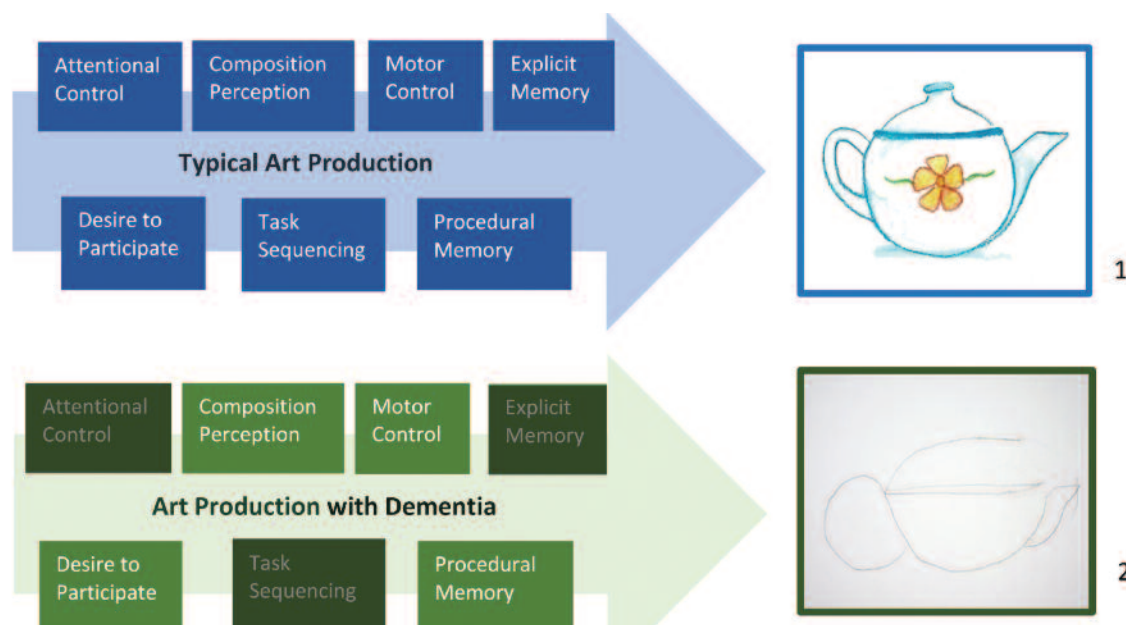 Attentional
Control
Composition
Perception
Motor
Control
Explicit
Memory
Typical Art Production
Desire to
Participate
Task
Sequencing
Procedural
Memory
1
Attentional
Control
Composition
Perception
Motor
Control
Explicit
Memory
Art Production with Dementia
Desire to
Participate
Task
Sequencing
Procedural
Memory
2